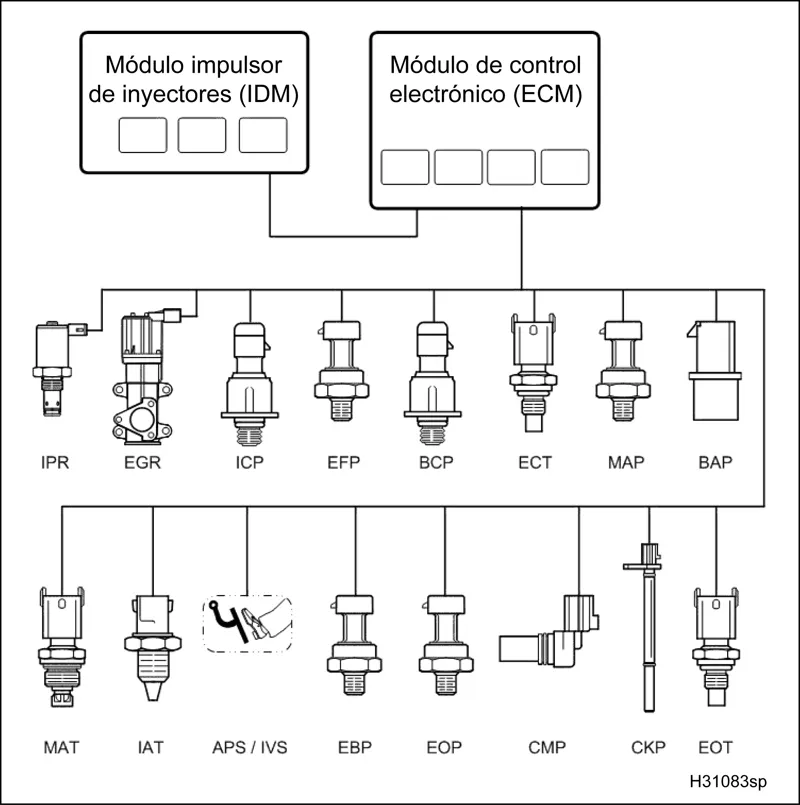 Módulo impulsor
de inyectores (IDM)
Módulo de control
electrónico (ECM)
IPR EGR ICP EFP BCP ECT MAP BAP
MAT IAT APS / IVS EBP EOP CMP CKP EOT
H31083sp